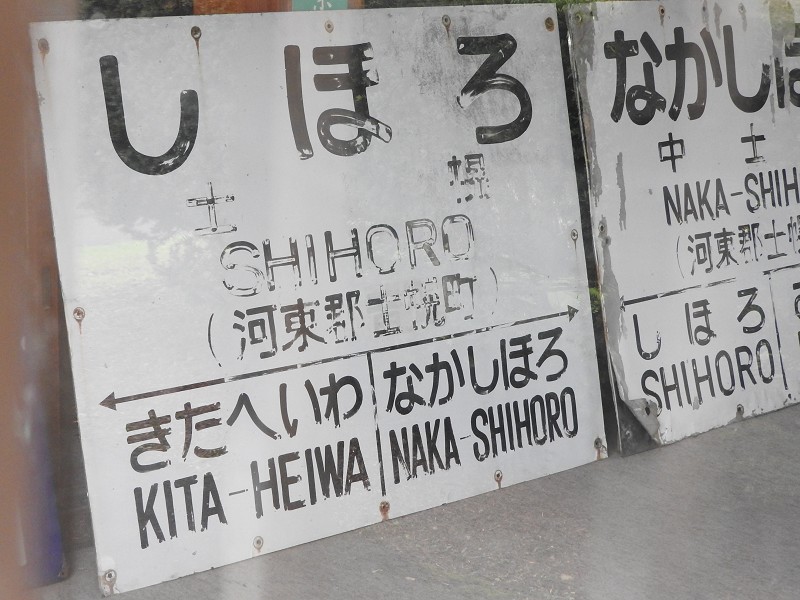 しほろ
士幌
SHIHORO
(河東郡士幌町)
きたへいわ なかしほろ
KITA-HEIWA NAKA-SHIHORO
なかしほ
中士
NAKA-SHIH
(河東郡士幌
しほろ
SHIHORO